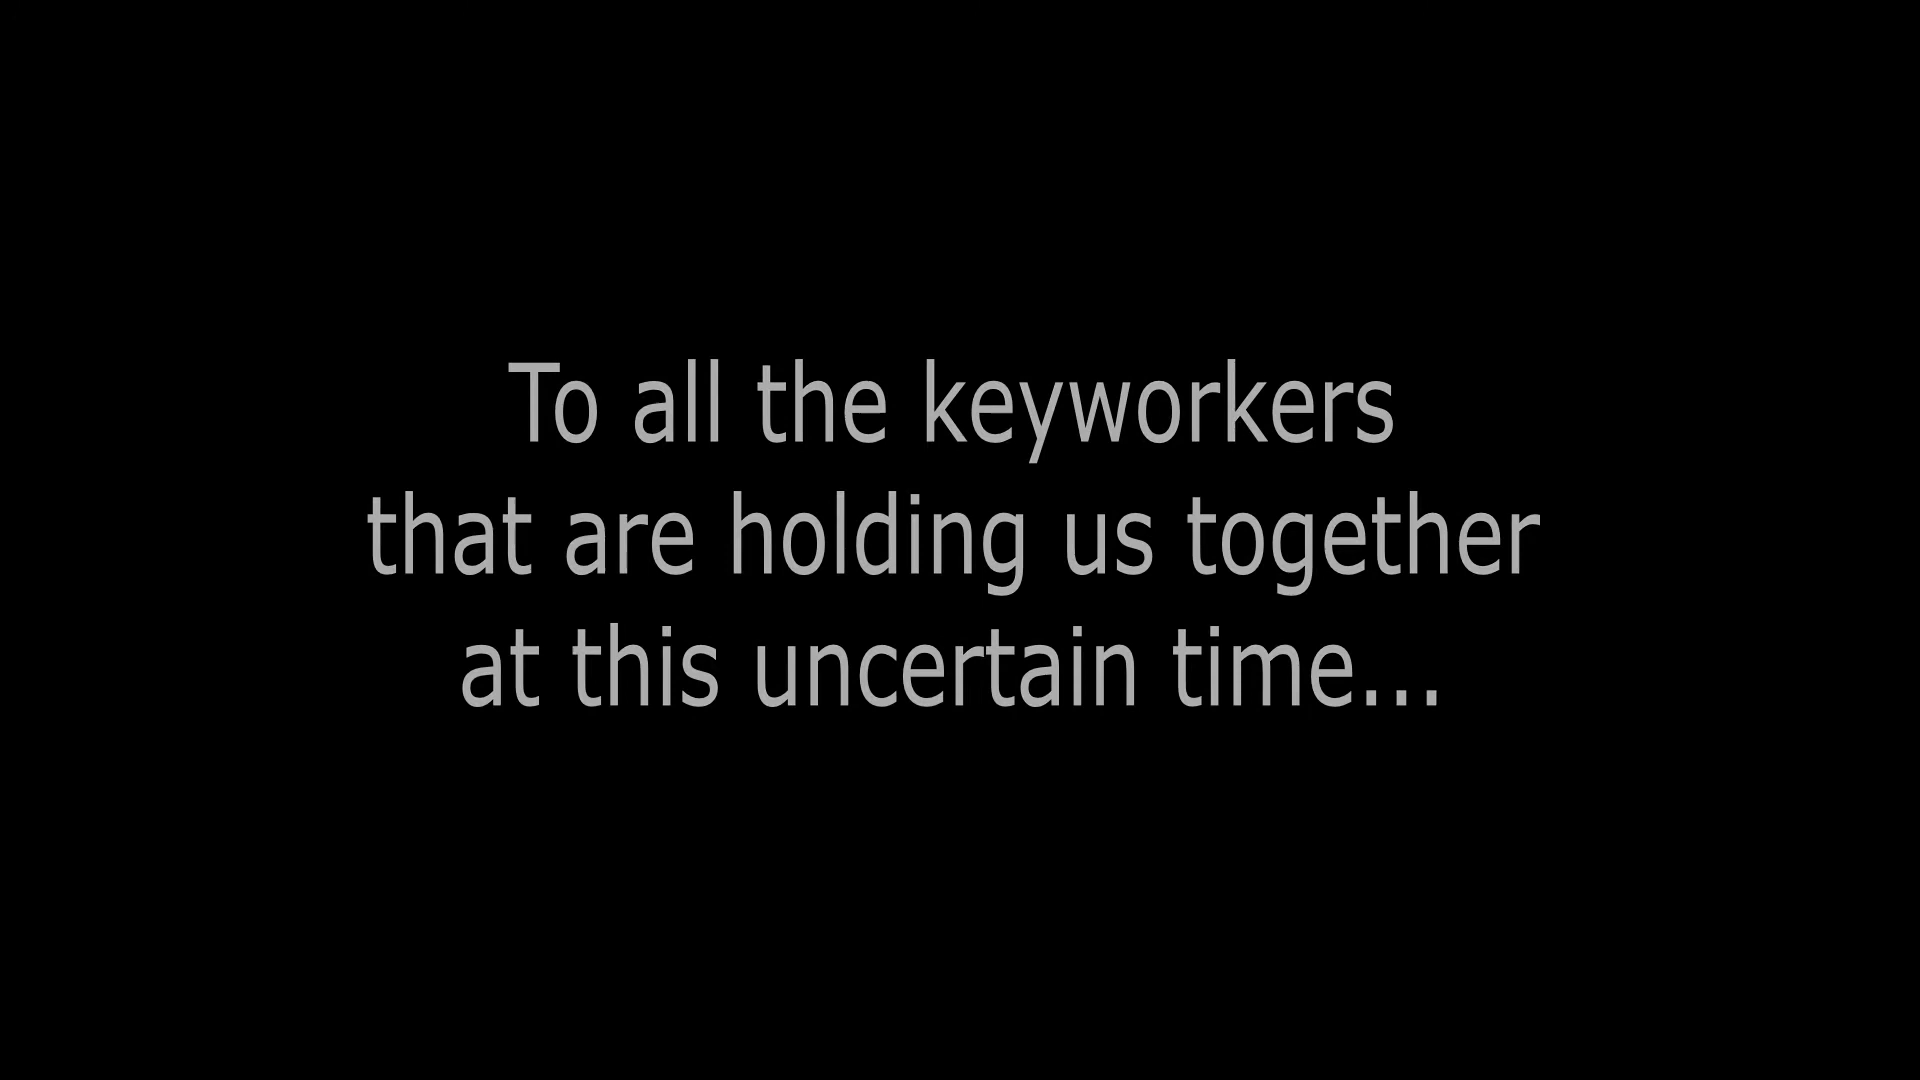 To all the keyworkers
that are holding us together
at this uncertain time...